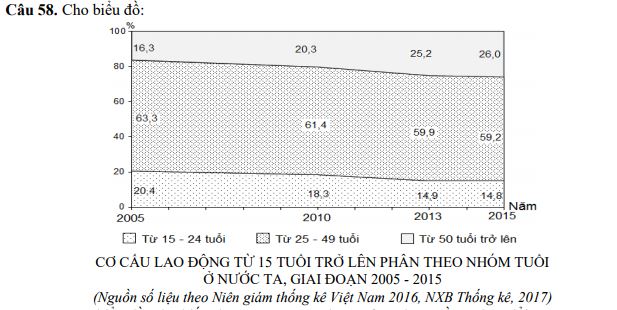 Câu 58. Cho biểu đồ:
%
100
80
60
40
20
0
16,3 20,3 25,2 26,0
63,3 61,4 59,9 59,2
20,4 18,3 14,9 14,8
2005 2010 2013 2015 Năm
Từ 15 - 24 tuổi Từ 25 - 49 tuổi Từ 50 tuổi trở lên
CƠ CẤU LAO ĐỘNG TỪ 15 TUỔI TRỞ LÊN PHÂN THEO NHÓM TUỔI
Ở NƯỚC TA, GIAI ĐOẠN 2005 - 2015
(Nguồn số liệu theo Niên giám thống kê Việt Nam 2016, NXB Thống kê, 2017)